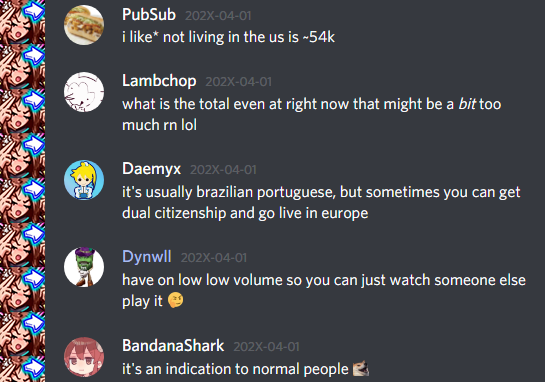 PubSub 202X-04-01
i like* not living in the us is ~54k
Lambchop 202X-04-01
what is the total even at right now that might be a bit too
much rn lol
Daemyx 202X-04-01
it's usually brazilian portuguese, but sometimes you can get
dual citizenship and go live in europe
Dynwll 202X-04-01
have on low low volume so you can just watch someone else
play it 🤔
BandanaShark 202X-04-01
it's an indication to normal people